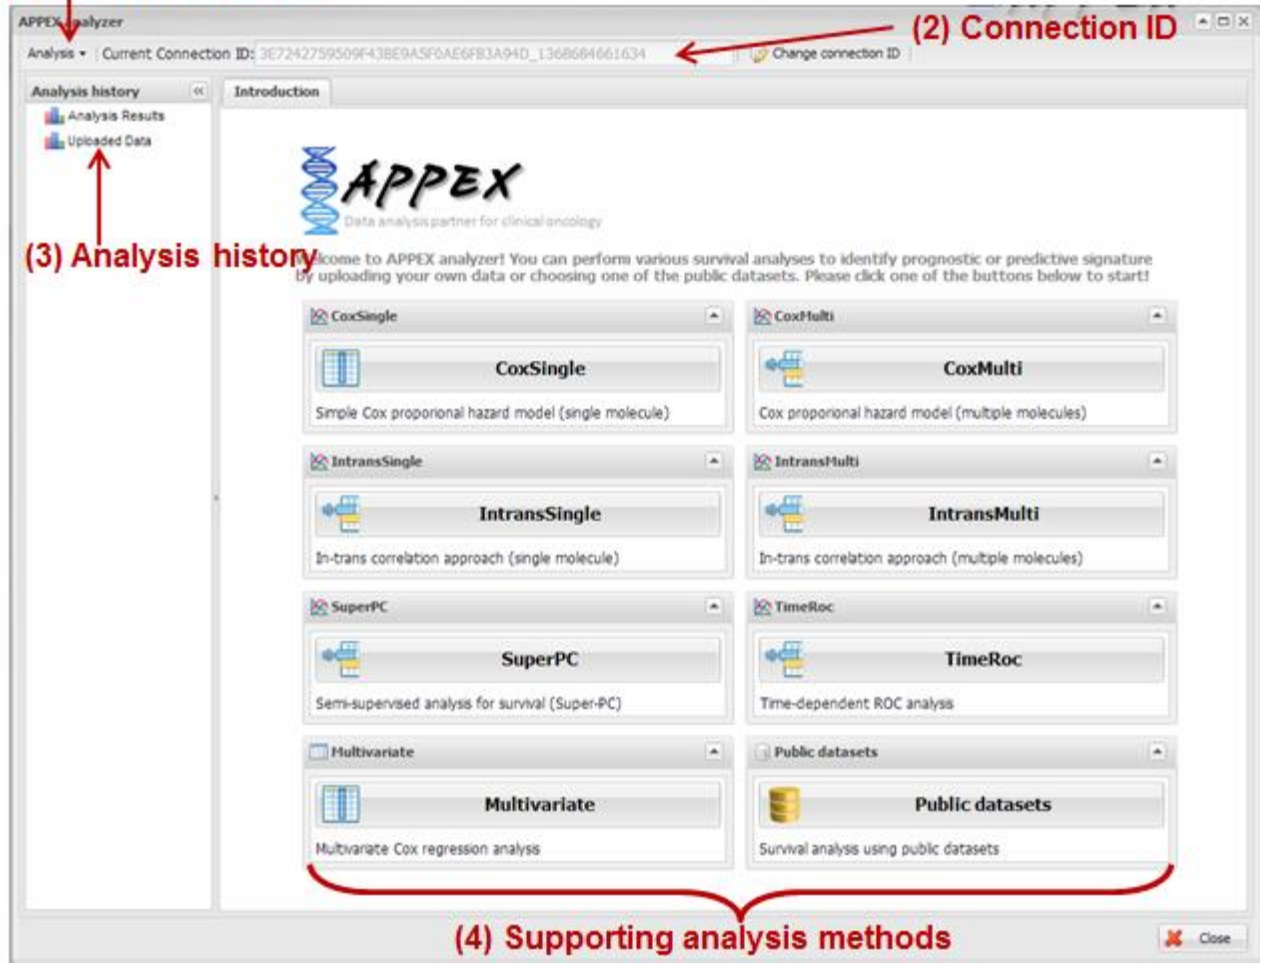 APPEX analyzer
(2) Connection ID
Analysis
Current Connection ID: 3E7242759509F43BE9A5F0AE6FB3A94D_1368684661634
Change connection ID
Analysis history
Introduction
Analysis Results
Uploaded Data
APPEX
Data analysis partner for clinical oncology
(3) Analysis history
Welcome to APPEX analyzer! You can perform various survival analyses to identify prognostic or predictive signature
by uploading your own data or choosing one of the public datasets. Please click one of the buttons below to start!
CoxSingle
CoxMulti
CoxSingle
CoxMulti
Simple Cox proporional hazard model (single molecule)
Cox proporional hazard model (multiple molecules)
IntransSingle
IntransMulti
IntransSingle
IntransMulti
In-trans correlation approach (single molecule)
In-trans correlation approach (multiple molecules)
SuperPC
TimeRoc
SuperPC
TimeRoc
Semi-supervised analysis for survival (Super-PC)
Time-dependent ROC analysis
Multivariate
Public datasets
Multivariate
Public datasets
Multivariate Cox regression analysis
Survival analysis using public datasets
(4) Supporting analysis methods
Close